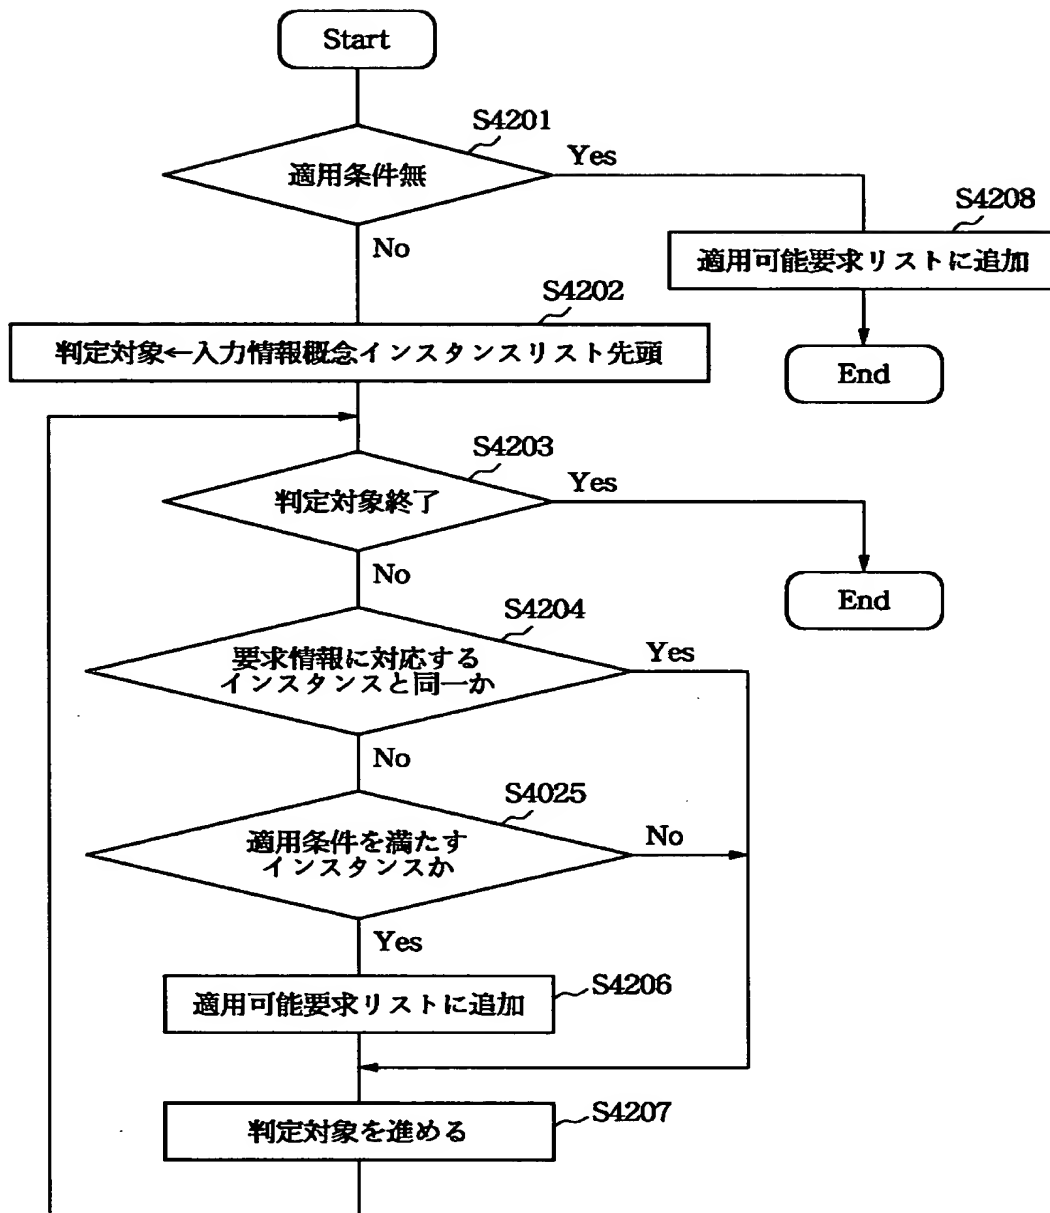 Start
S4201
適用条件無
Yes
No
S4208
適用可能要求リストに追加
End
S4202
判定対象←入力情報概念インスタンスリスト先頭
S4203
判定対象終了
Yes
No
End
S4204
要求情報に対応する
インスタンスと同一か
Yes
No
S4025
適用条件を満たす
インスタンスか
No
Yes
S4206
適用可能要求リストに追加
S4207
判定対象を進める